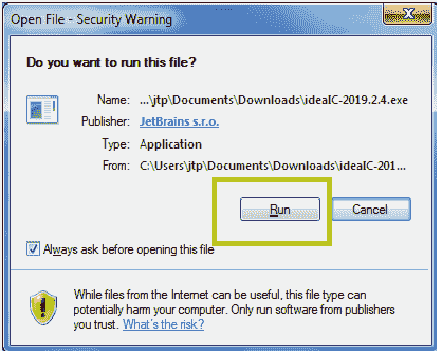 Open File - Security Warning
x
Do you want to run this file?
Name: ...\jtp\Documents\Downloads\ideaIC-2019.2.4.exe
Publisher: JetBrains s.r.o.
Type: Application
From: C:\Users\jtp\Documents\Downloads\ideaIC-201...
Run Cancel
Always ask before opening this file
While files from the Internet can be useful, this file type can
potentially harm your computer. Only run software from publishers
you trust. What's the risk?